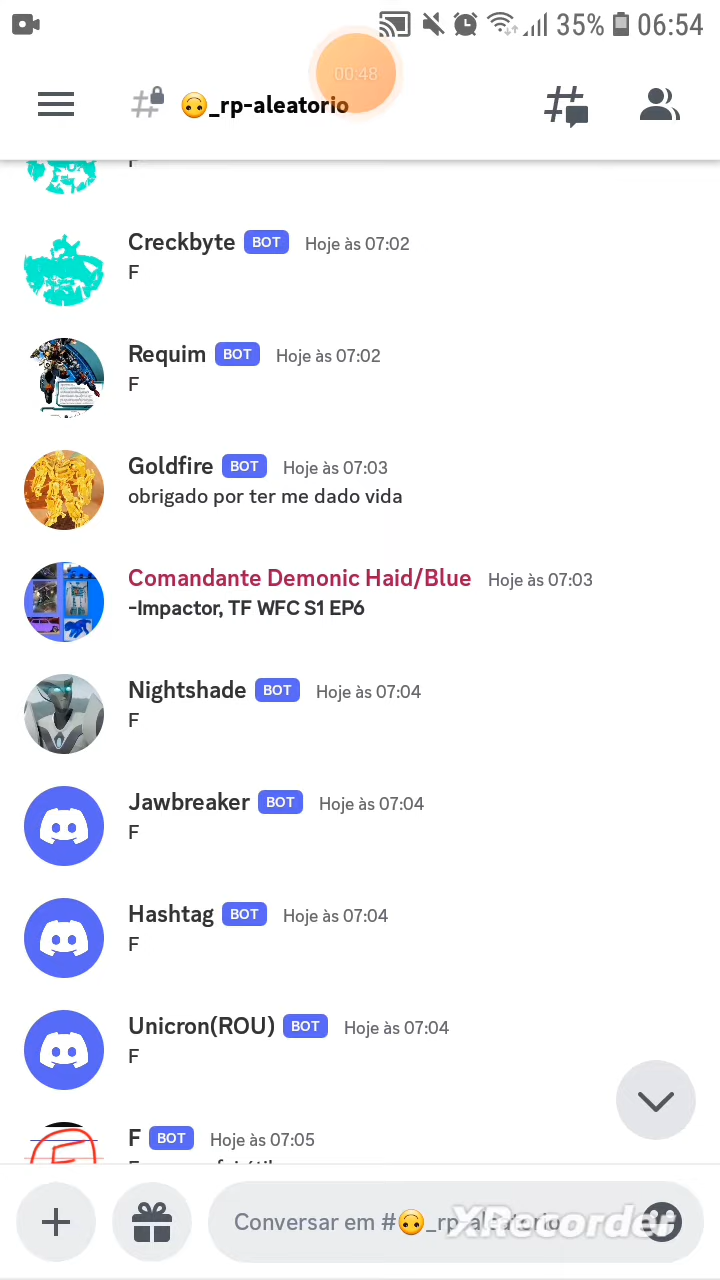 35% 06:54
00:48
🙃_rp-aleatorio
F
Creckbyte BOT Hoje às 07:02
F
Requim BOT Hoje às 07:02
F
Goldfire BOT Hoje às 07:03
obrigado por ter me dado vida
Comandante Demonic Haid/Blue Hoje às 07:03
-Impactor, TF WFC S1 EP6
Nightshade BOT Hoje às 07:04
F
Jawbreaker BOT Hoje às 07:04
F
Hashtag BOT Hoje às 07:04
F
Unicron(ROU) BOT Hoje às 07:04
F
F BOT Hoje às 07:05
Conversar em #🙃_rp-aleatorio
XRecorder